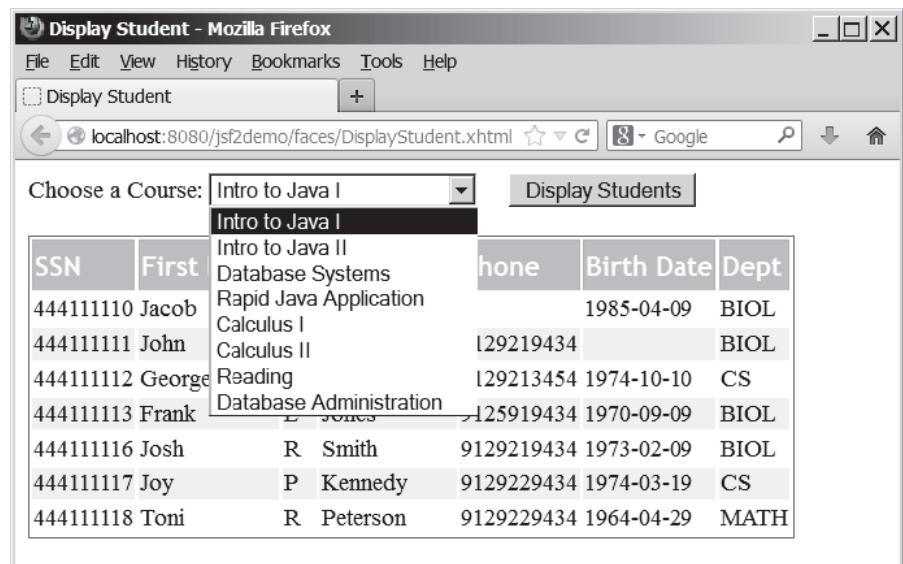 Display Student - Mozilla Firefox
File Edit View History Bookmarks Tools Help
Display Student +
localhost:8080/jsf2demo/faces/DisplayStudent.xhtml Google
Choose a Course: Intro to Java I Display Students
Intro to Java I
Intro to Java II
Database Systems
Rapid Java Application
Calculus I
Calculus II
Reading
Database Administration
SSN First Birth Date Dept
444111110 Jacob 1985-04-09 BIOL
444111111 John BIOL
444111112 George 1974-10-10 CS
444111113 Frank 1970-09-09 BIOL
444111116 Josh R Smith 9129219434 1973-02-09 BIOL
444111117 Joy P Kennedy 9129229434 1974-03-19 CS
444111118 Toni R Peterson 9129229434 1964-04-29 MATH